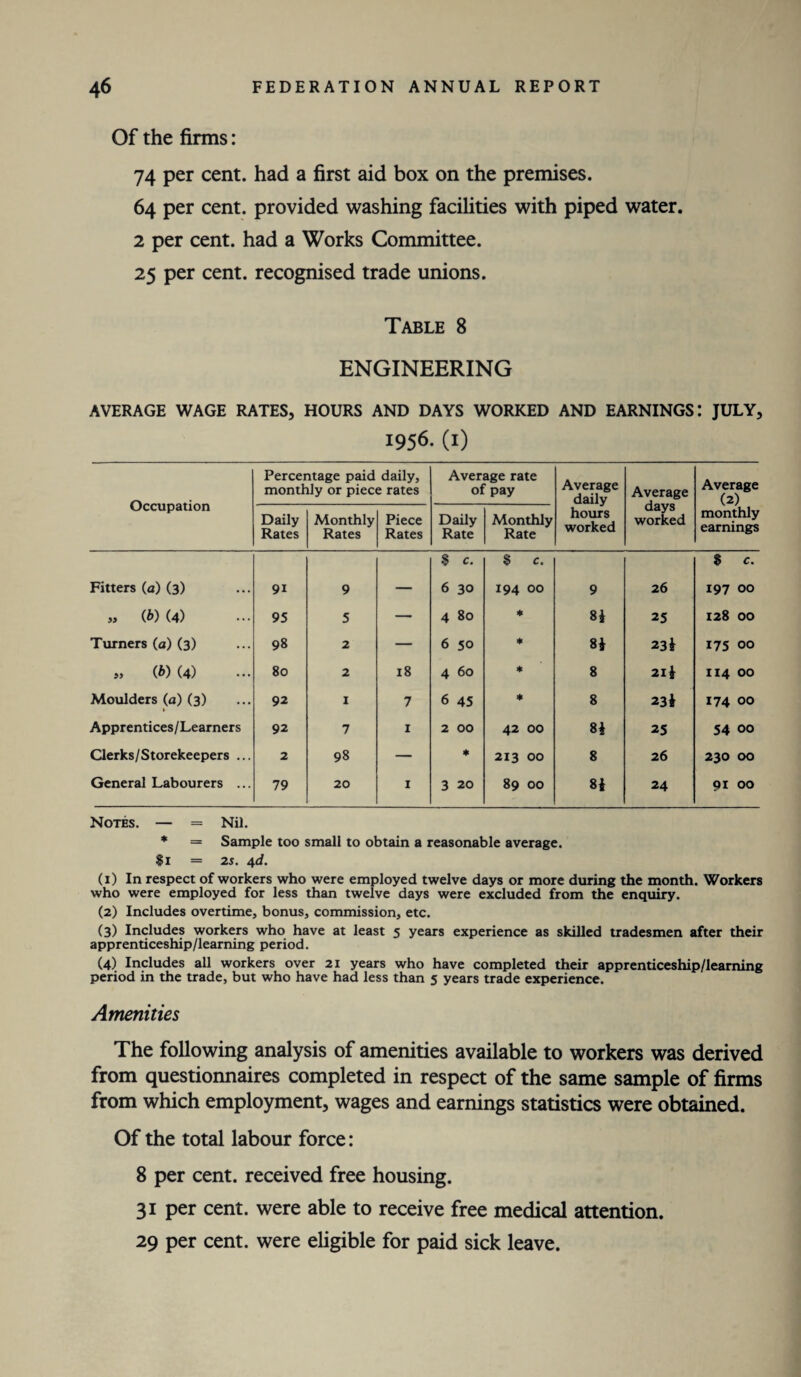 46 FEDERATION ANNUAL REPORT
Of the firms:
74 per cent. had a first aid box on the premises.
64 per cent. provided washing facilities with piped water.
2 per cent. had a Works Committee.
25 per cent. recognised trade unions.
TABLE 8
ENGINEERING
AVERAGE WAGE RATES, HOURS AND DAYS WORKED AND EARNINGS: JULY,
1956. (1)
Occupation | Percentage paid daily, monthly or piece rates | Average rate of pay | Average daily hours worked | Average days worked | Average (2) monthly earnings
Daily Rates | Monthly Rates | Piece Rates | Daily Rate | Monthly Rate
$ c. | $ c. | $ c.
Fitters (a) (3) ... 91 9 — 6 30 194 00 9 26 197 00
„ (b) (4) ... 95 5 — 4 80 * 8½ 25 128 00
Turners (a) (3) ... 98 2 — 6 50 * 8½ 23½ 175 00
„ (b) (4) ... 80 2 18 4 60 * 8 21½ 114 00
Moulders (a) (3) ... 92 1 7 6 45 * 8 23½ 174 00
Apprentices/Learners 92 7 1 2 00 42 00 8½ 25 54 00
Clerks/Storekeepers ... 2 98 — * 213 00 8 26 230 00
General Labourers ... 79 20 1 3 20 89 00 8½ 24 91 00
NOTES. — = Nil.
* = Sample too small to obtain a reasonable average.
$1 = 2s. 4d.
(1) In respect of workers who were employed twelve days or more during the month. Workers
who were employed for less than twelve days were excluded from the enquiry.
(2) Includes overtime, bonus, commission, etc.
(3) Includes workers who have at least 5 years experience as skilled tradesmen after their
apprenticeship/learning period.
(4) Includes all workers over 21 years who have completed their apprenticeship/learning
period in the trade, but who have had less than 5 years trade experience.
Amenities
The following analysis of amenities available to workers was derived
from questionnaires completed in respect of the same sample of firms
from which employment, wages and earnings statistics were obtained.
Of the total labour force:
8 per cent. received free housing.
31 per cent. were able to receive free medical attention.
29 per cent. were eligible for paid sick leave.